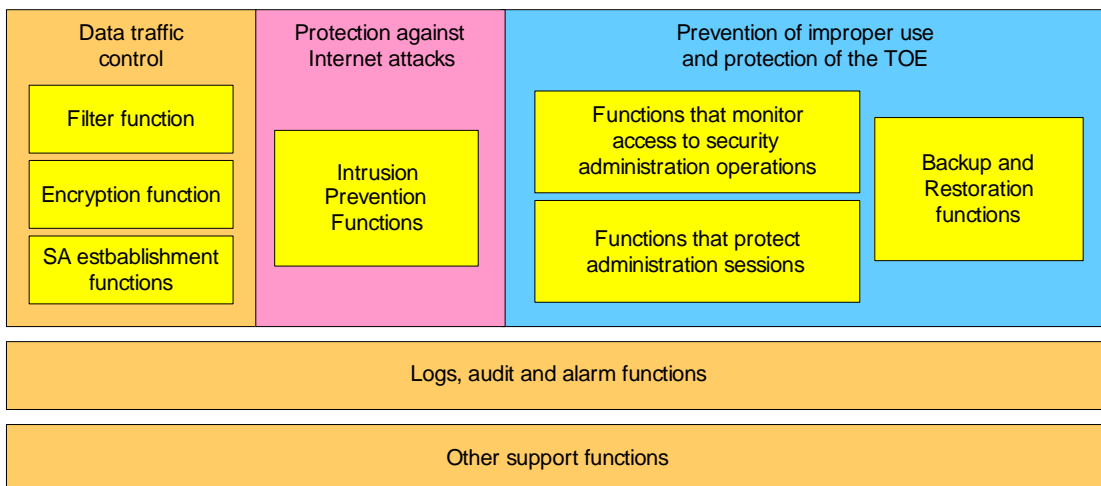 Data traffic
control
Filter function
Encryption function
SA estbablishment
functions
Protection against
Internet attacks
Intrusion
Prevention
Functions
Prevention of improper use
and protection of the TOE
Functions that monitor
access to security
administration operations
Functions that protect
administration sessions
Backup and
Restoration
functions
Logs, audit and alarm functions
Other support functions